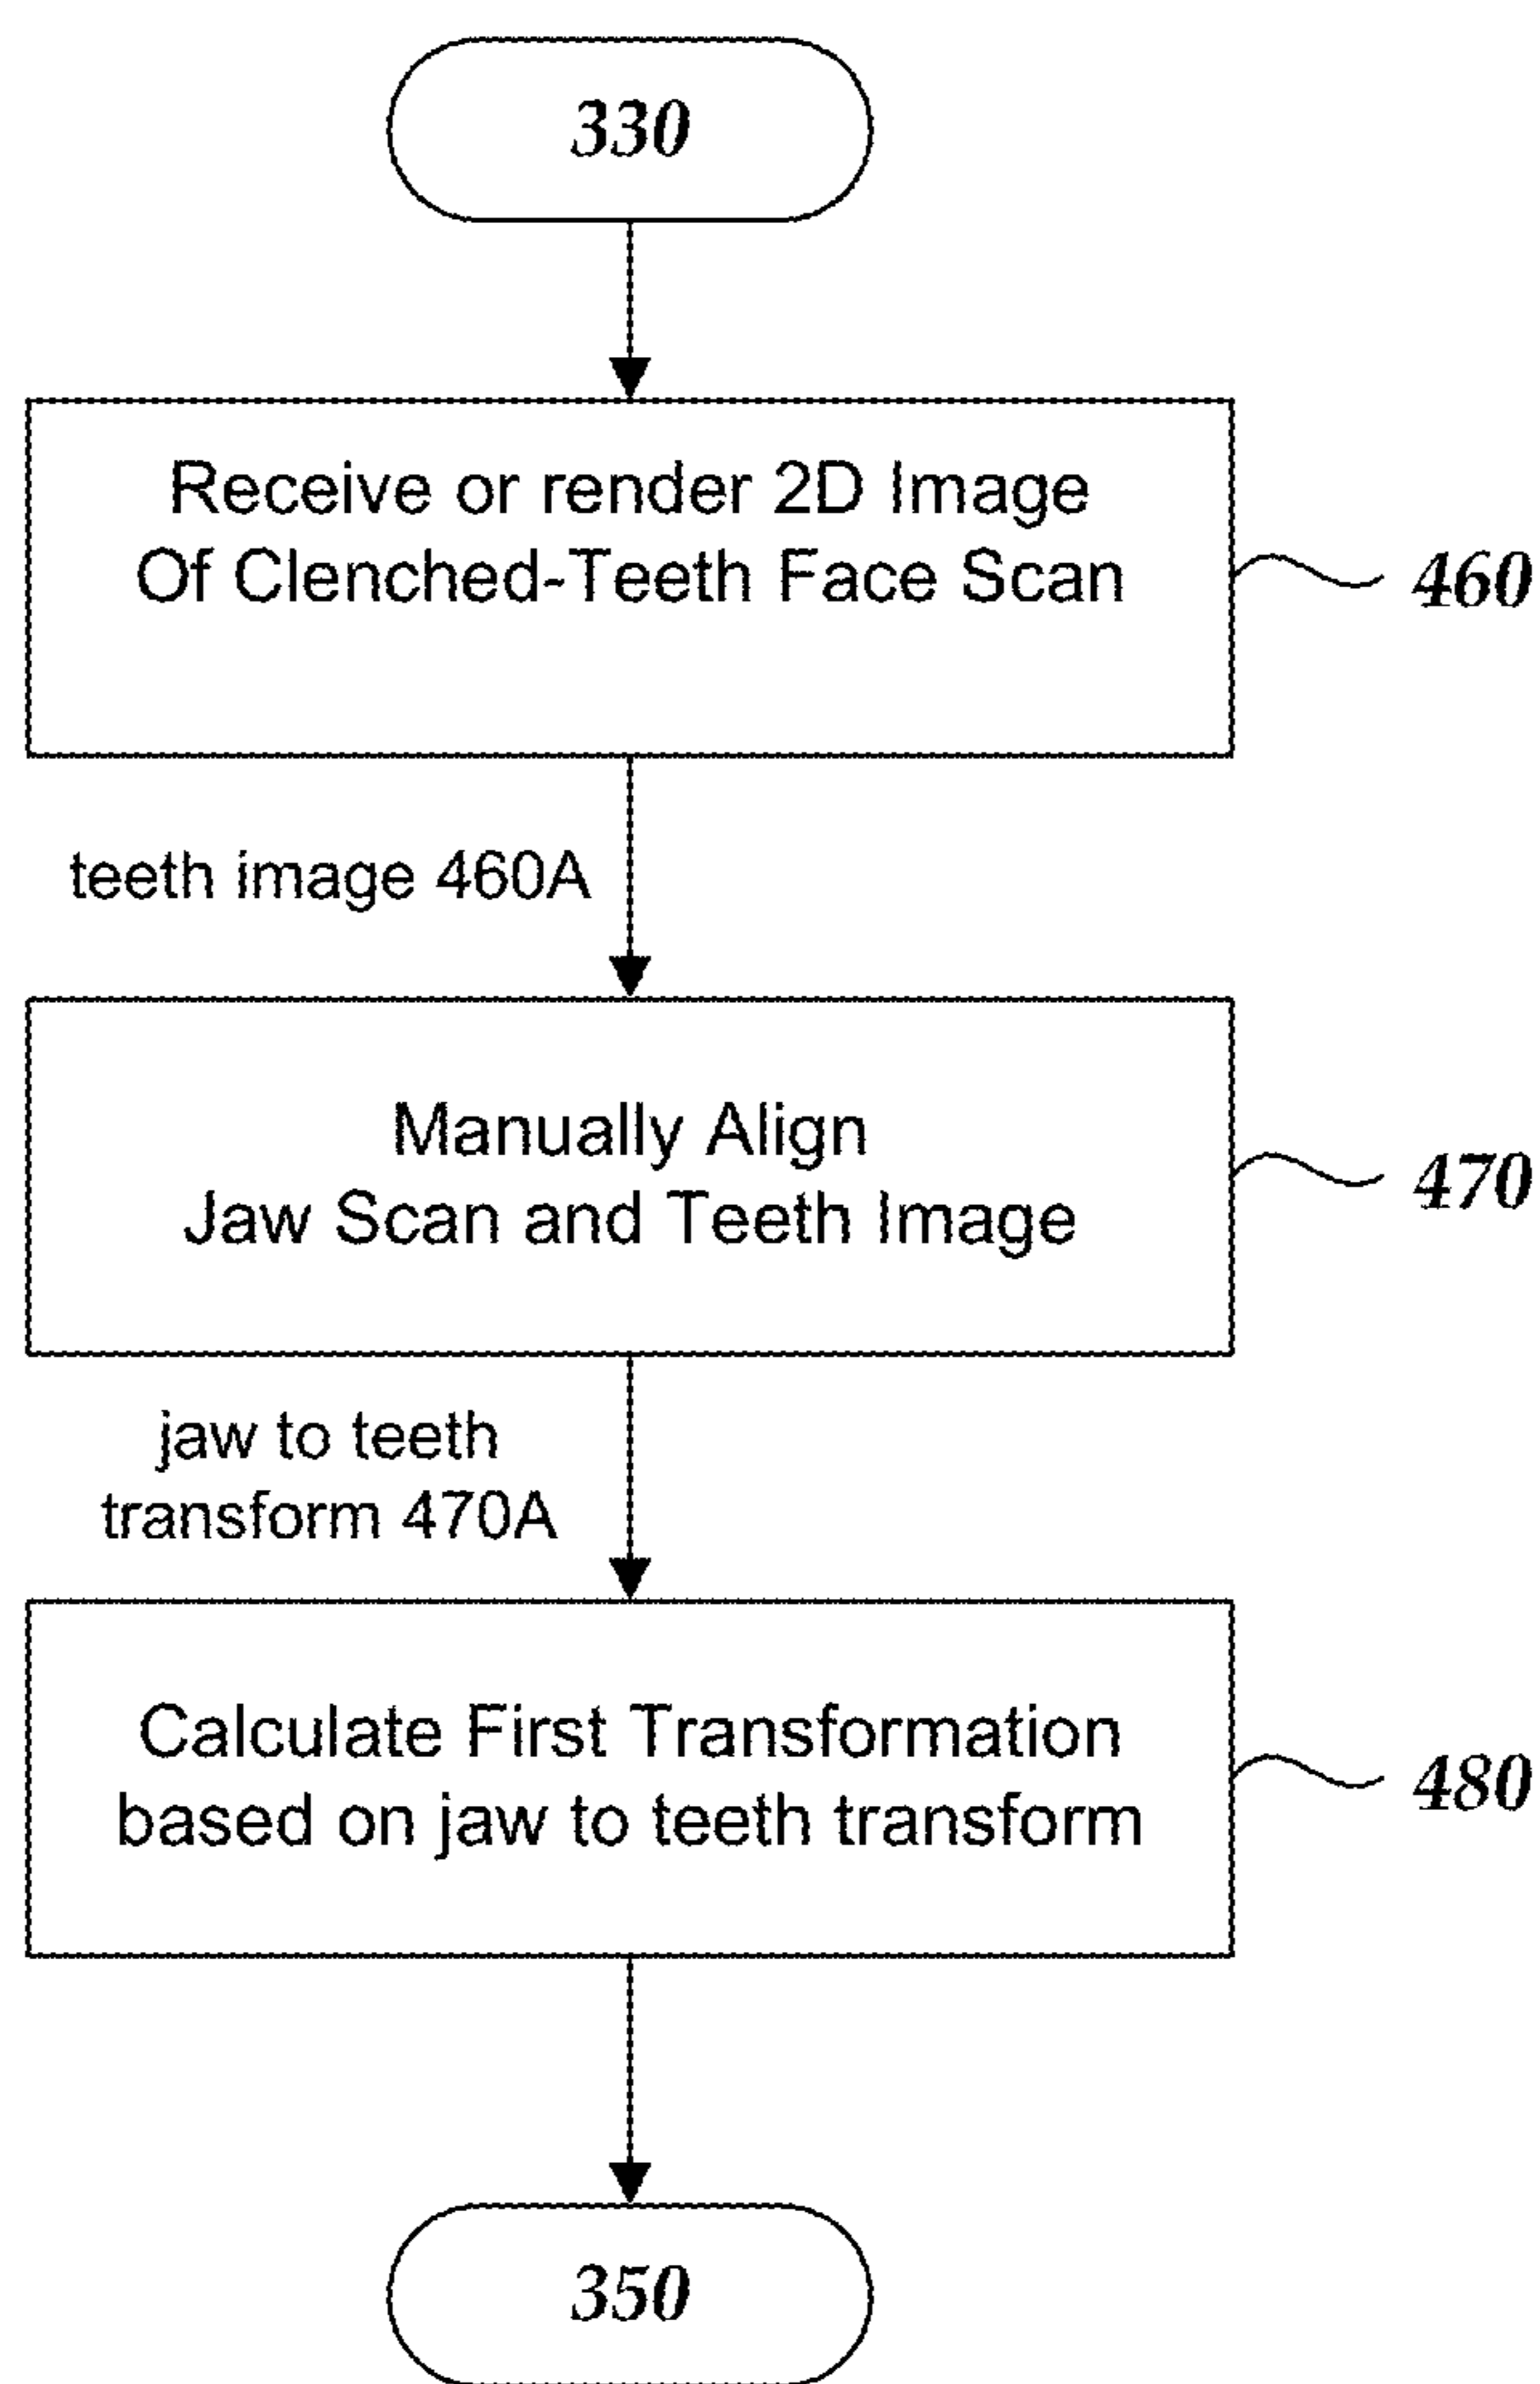 330
Receive or render 2D Image
Of Clenched-Teeth Face Scan
460
teeth image 460A
Manually Align
Jaw Scan and Teeth Image
470
jaw to teeth
transform 470A
Calculate First Transformation
based on jaw to teeth transform
480
350